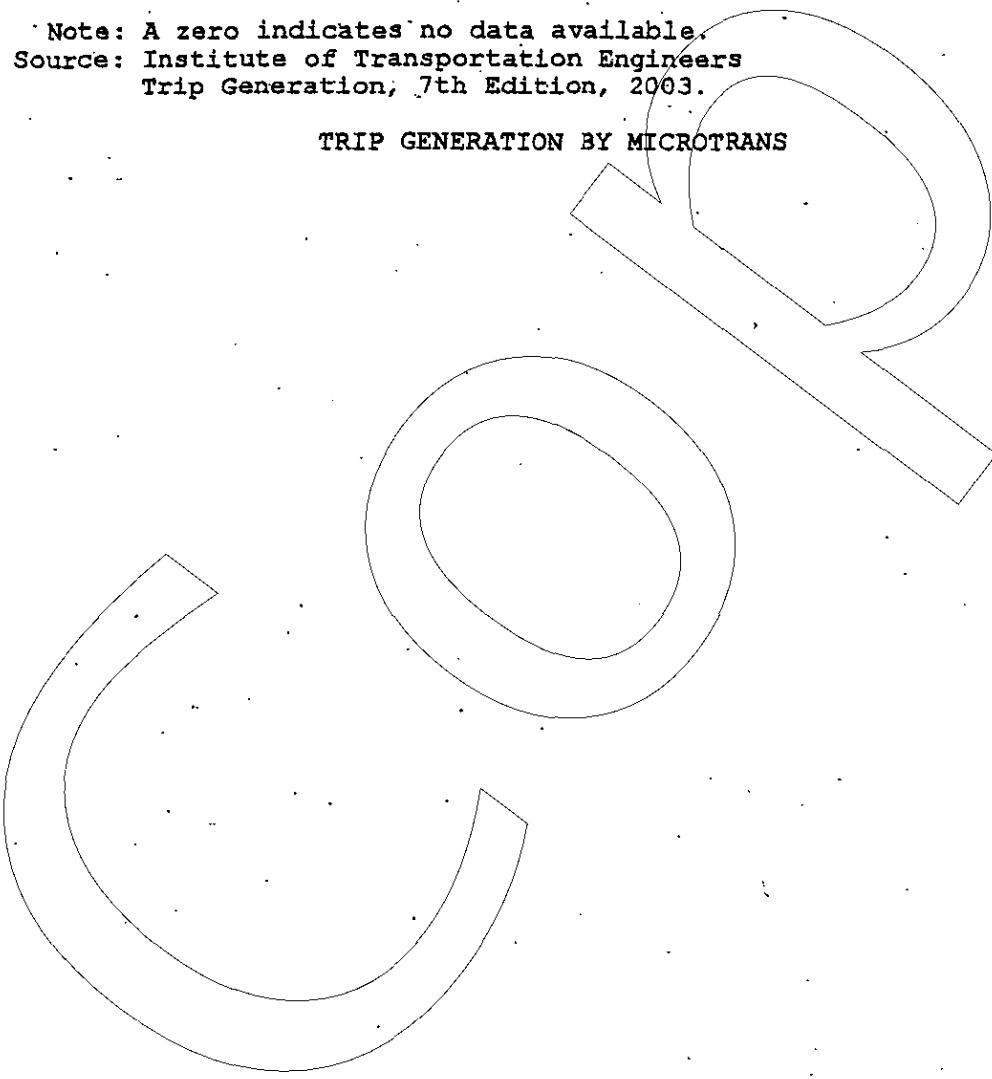 Note: A zero indicates no data available.
Source: Institute of Transportation Engineers
Trip Generation, 7th Edition, 2003.
TRIP GENERATION BY MICROTRANS
Cop